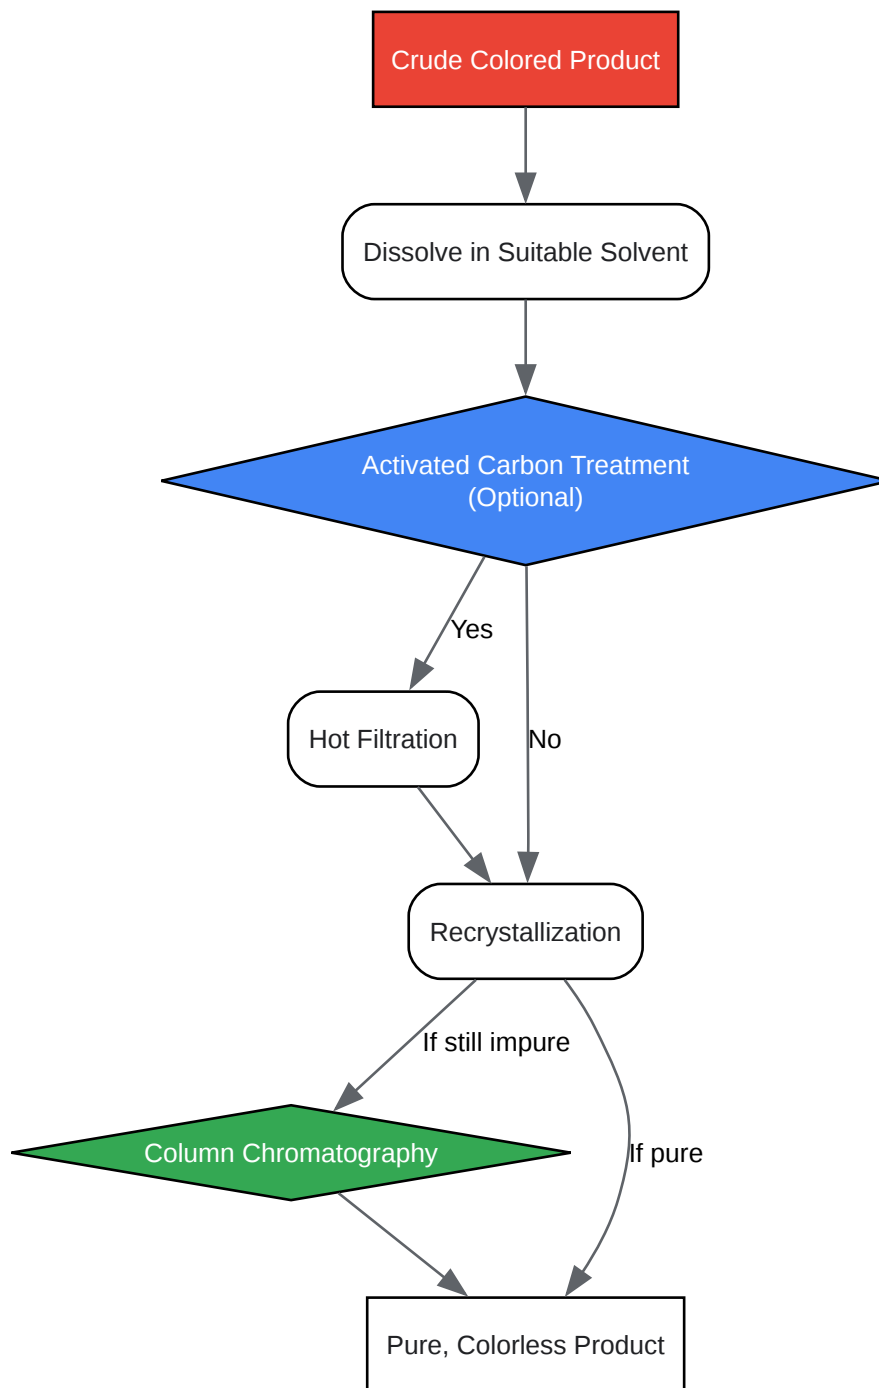 Crude Colored Product
Dissolve in Suitable Solvent
Activated Carbon Treatment
(Optional)
Yes
Hot Filtration
No
Recrystallization
If still impure
Column Chromatography
If pure
Pure, Colorless Product